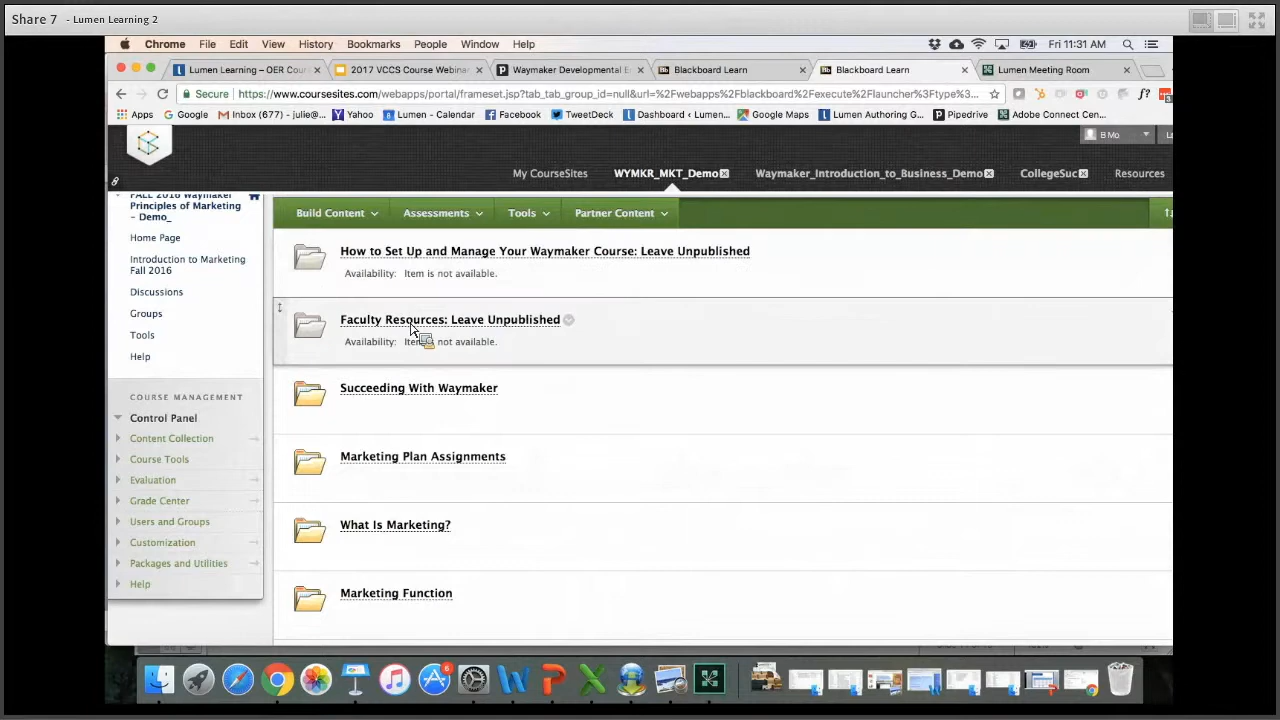 Share 7 - Lumen Learning 2
Chrome File Edit View History Bookmarks People Window Help Fri 11:31 AM
Lumen Learning – OER Cou 2017 VCCS Course Webina Waymaker Developmental E Blackboard Learn Blackboard Learn Lumen Meeting Room
Secure https://www.coursesites.com/webapps/portal/frameset.jsp?tab_tab_group_id=null&url=%2Fwebapps%2Fblackboard%2Fexecute%2Flauncher%3Ftype%3...
Apps Google Inbox (677) - julie@... Yahoo Lumen - Calendar Facebook TweetDeck Dashboard ‹ Lumen... Google Maps Lumen Authoring G... Pipedrive Adobe Connect Cen...
B Mo
My CourseSites WYMKR_MKT_Demo Waymaker_Introduction_to_Business_Demo CollegeSuc Resources
FALL 2016 Waymaker
Principles of Marketing
– Demo_
Home Page
Introduction to Marketing
Fall 2016
Discussions
Groups
Tools
Help
COURSE MANAGEMENT
Control Panel
Content Collection
Course Tools
Evaluation
Grade Center
Users and Groups
Customization
Packages and Utilities
Help
Build Content Assessments Tools Partner Content
How to Set Up and Manage Your Waymaker Course: Leave Unpublished
Availability: Item is not available.
Faculty Resources: Leave Unpublished
Availability: not available.
Succeeding With Waymaker
Marketing Plan Assignments
What Is Marketing?
Marketing Function